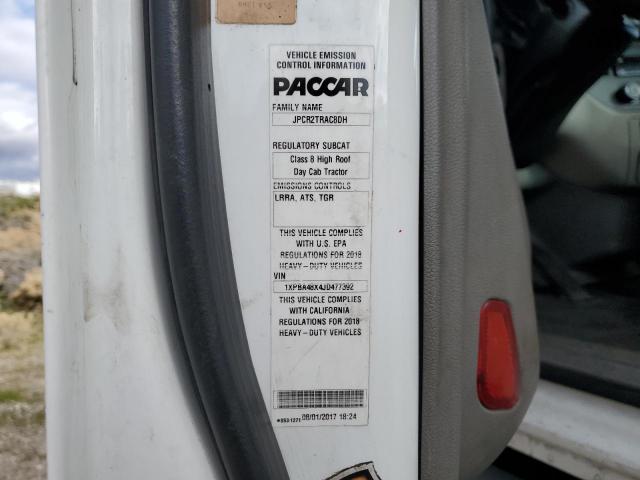 VEHICLE EMISSION
CONTROL INFORMATION
PACCAR
FAMILY NAME
JPCR2TRAC8DH
REGULATORY SUBCAT
Class 8 High Roof
Day Cab Tractor
EMISSIONS CONTROLS
LRRA, ATS, TGR
THIS VEHICLE COMPLIES
WITH U.S. EPA
REGULATIONS FOR 2018
HEAVY-DUTY VEHICLES
VIN
1XPBA48X4JD477392
THIS VEHICLE COMPLIES
WITH CALIFORNIA
REGULATIONS FOR 2018
HEAVY-DUTY VEHICLES
08/01/2017 18:24